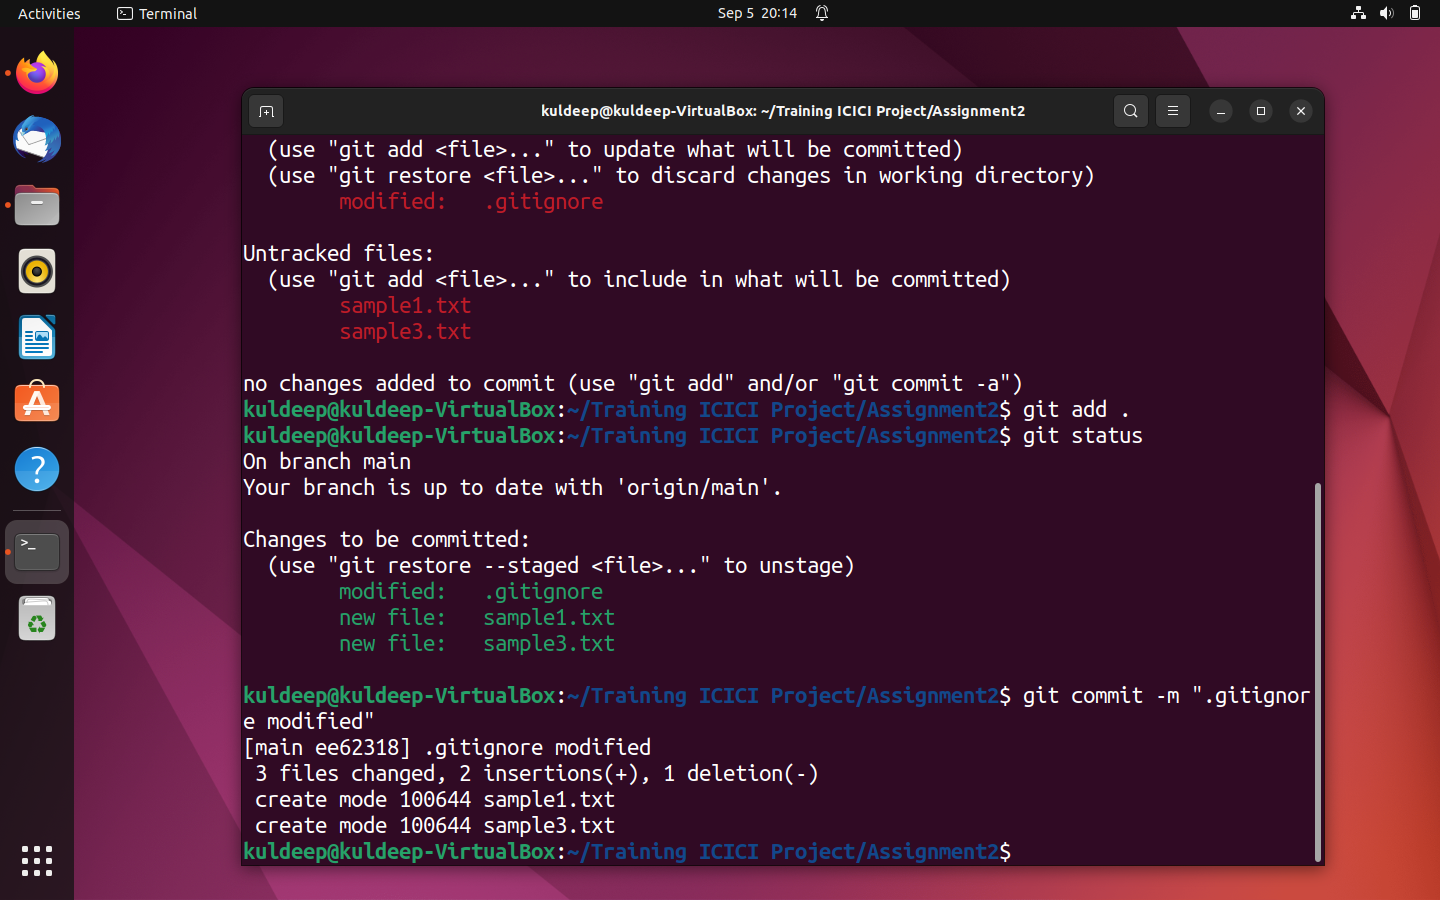 Activities
Terminal
Sep 5 20:14
kuldeep@kuldeep-VirtualBox: ~/Training ICICI Project/Assignment2
(use "git add <file>..." to update what will be committed)
(use "git restore <file>..." to discard changes in working directory)
modified:   .gitignore
Untracked files:
(use "git add <file>..." to include in what will be committed)
sample1.txt
sample3.txt
no changes added to commit (use "git add" and/or "git commit -a")
kuldeep@kuldeep-VirtualBox:~/Training ICICI Project/Assignment2$ git add .
kuldeep@kuldeep-VirtualBox:~/Training ICICI Project/Assignment2$ git status
On branch main
Your branch is up to date with 'origin/main'.
Changes to be committed:
(use "git restore --staged <file>..." to unstage)
modified:   .gitignore
new file:   sample1.txt
new file:   sample3.txt
kuldeep@kuldeep-VirtualBox:~/Training ICICI Project/Assignment2$ git commit -m ".gitignor
e modified"
[main ee62318] .gitignore modified
3 files changed, 2 insertions(+), 1 deletion(-)
create mode 100644 sample1.txt
create mode 100644 sample3.txt
kuldeep@kuldeep-VirtualBox:~/Training ICICI Project/Assignment2$